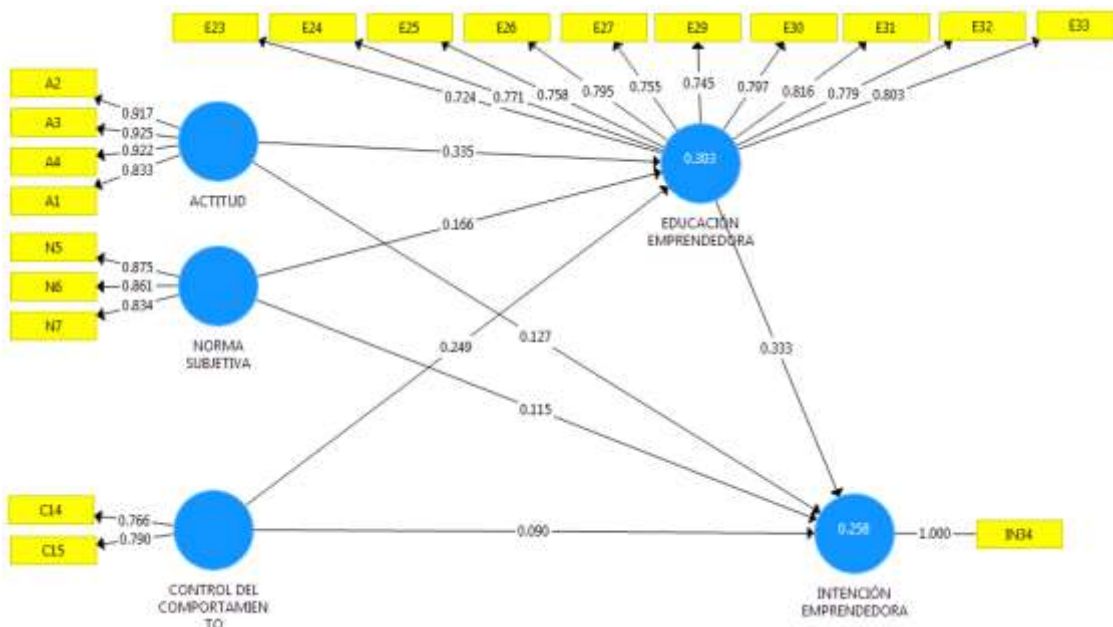 E23
E24
E25
E26
E27
E29
E30
E31
E32
E33
0.724
0.771
0.758
0.795
0.755
0.745
0.797
0.816
0.779
0.803
A2
A3
A4
A1
0.917
0.925
0.922
0.833
ACTITUD
0.335
0.303
EDUCACIÓN
EMPRENDEDORA
0.166
N5
N6
N7
0.875
0.861
0.834
NORMA
SUBJETIVA
0.249
0.127
0.333
0.115
C14
C15
0.766
0.790
CONTROL DEL
COMPORTAMIEN
TO
0.090
0.258
1.000
IN34
INTENCIÓN
EMPRENDEDORA